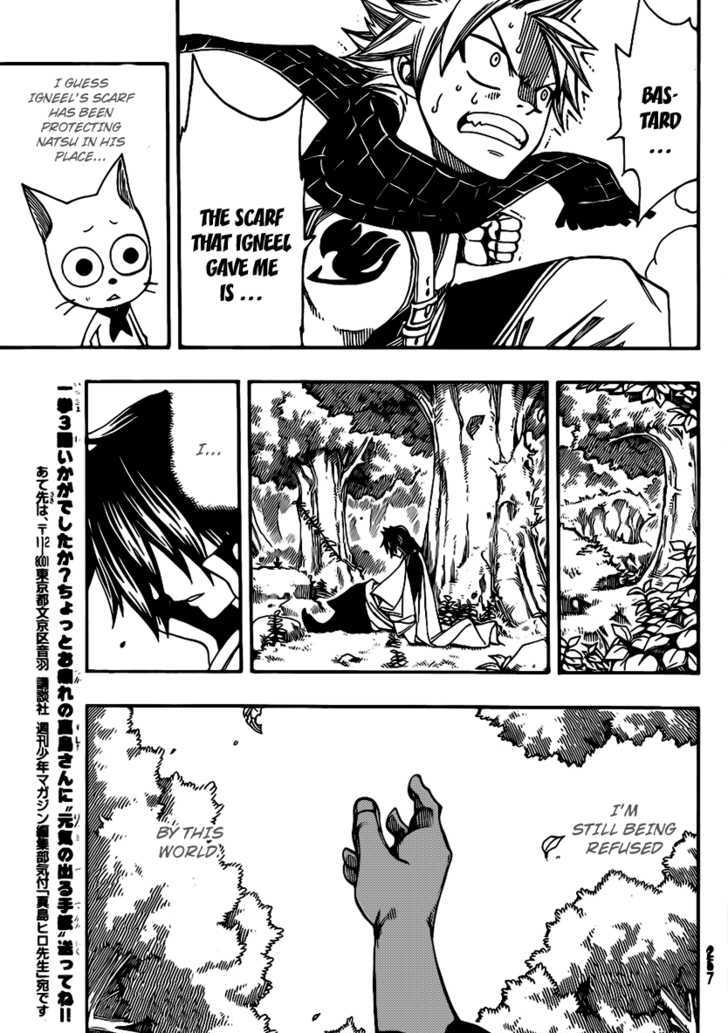 BAS-
TARD
...
THE SCARF
THAT IGNEEL
GAVE ME
IS ...
I GUESS
IGNEEL'S SCARF
HAS BEEN
PROTECTING
NATSU IN HIS
PLACE...
I...
I'M
STILL BEING
REFUSED
BY THIS
WORLD
一挙3話いかがでしたか?ちょっとお疲れの真島さんに“元気の出る手紙”送ってね!!
あて先は、〒112―8001東京都文京区音羽 講談社 週刊少年マガジン編集部気付「真島ヒロ先生」宛です